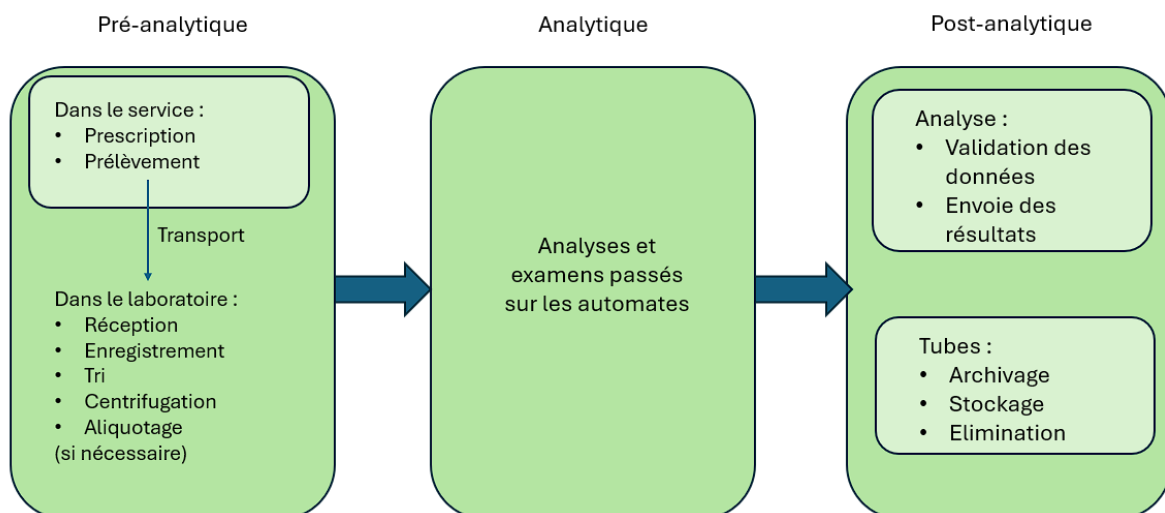 Pré-analytique
Analytique
Post-analytique
Dans le service :
• Prescription
• Prélèvement
Transport
Dans le laboratoire :
• Réception
• Enregistrement
• Tri
• Centrifugation
• Aliquotage
(si nécessaire)
Analyses et
examens passés
sur les automates
Analyse :
• Validation des
données
• Envoie des
résultats
Tubes :
• Archivage
• Stockage
• Elimination